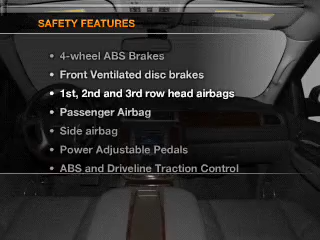 SAFETY FEATURES
• 4-wheel ABS Brakes
• Front Ventilated disc brakes
• 1st, 2nd and 3rd row head airbags
• Passenger Airbag
• Side airbag
• Power Adjustable Pedals
• ABS and Driveline Traction Control